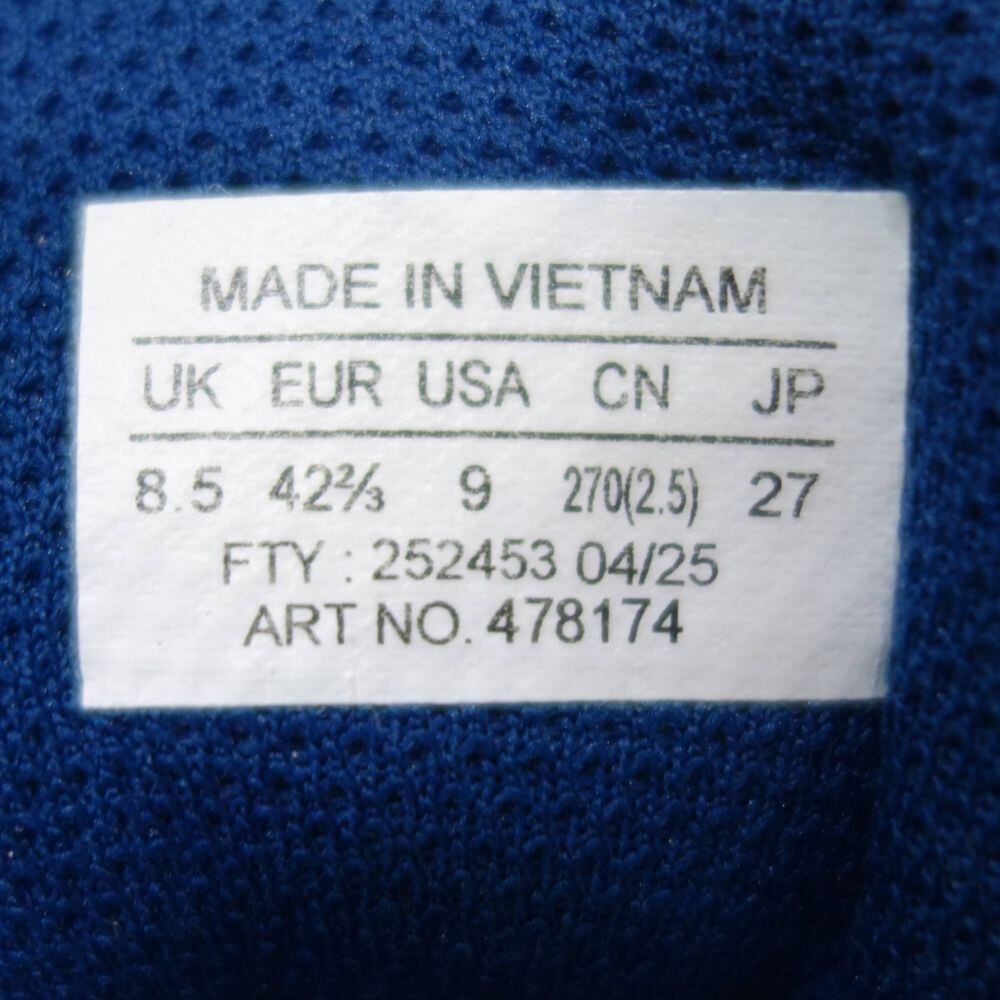 MADE IN VIETNAM
UK EUR USA CN JP
8.5 42⅔ 9 270(2.5) 27
FTY : 252453 04/25
ART NO. 478174